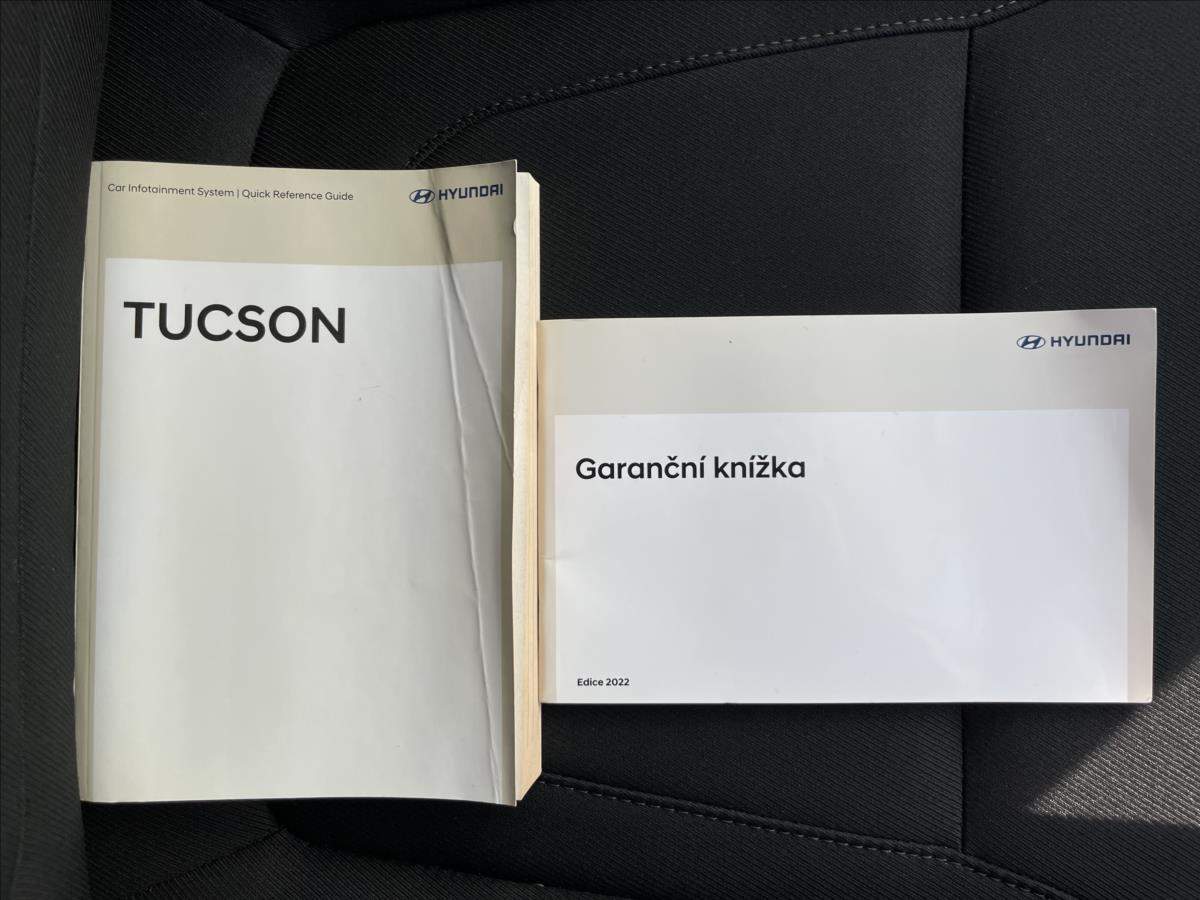 Car Infotainment System | Quick Reference Guide
HYUNDAI
TUCSON
HYUNDAI
Garanční knížka
Edice 2022